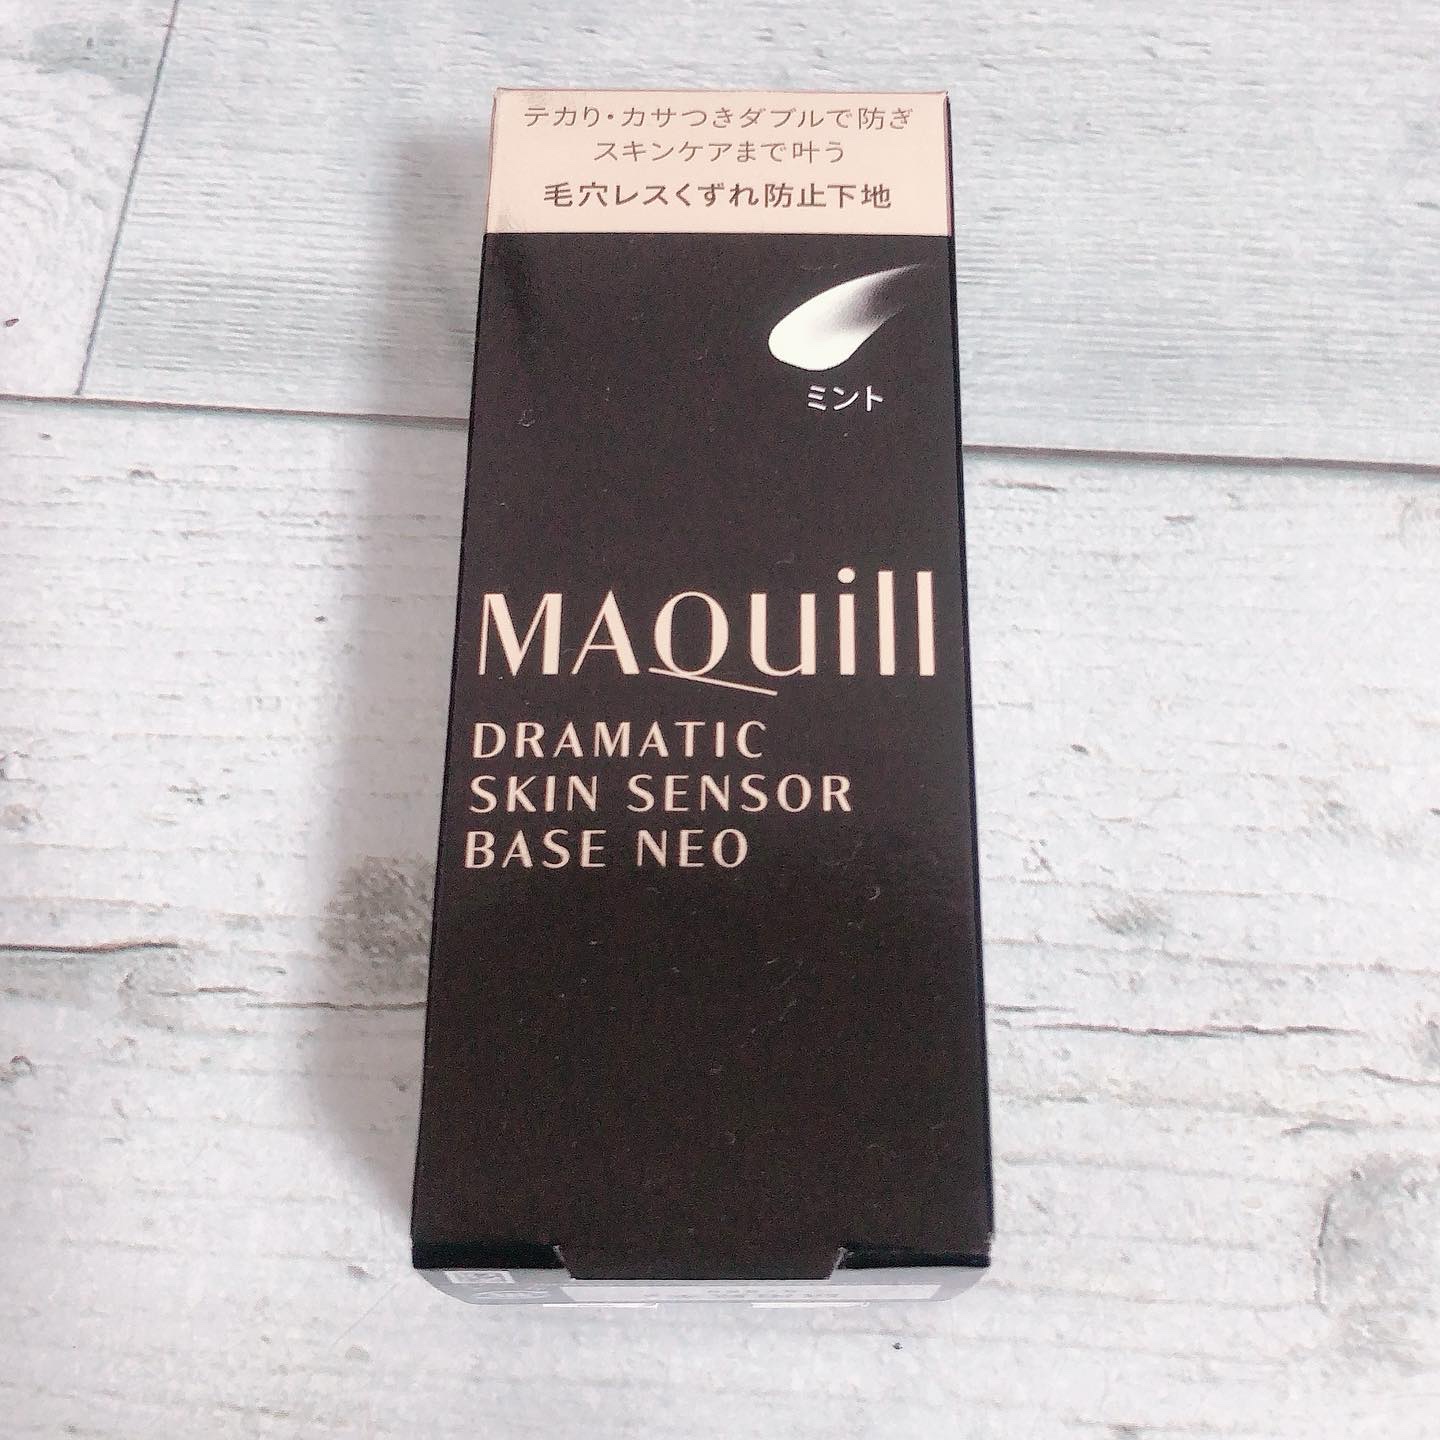 テカリ・カサつきダブルで防ぎ
スキンケアまで叶う
毛穴レスくずれ防止下地
ミント
MAQuill
DRAMATIC
SKIN SENSOR
BASE NEO